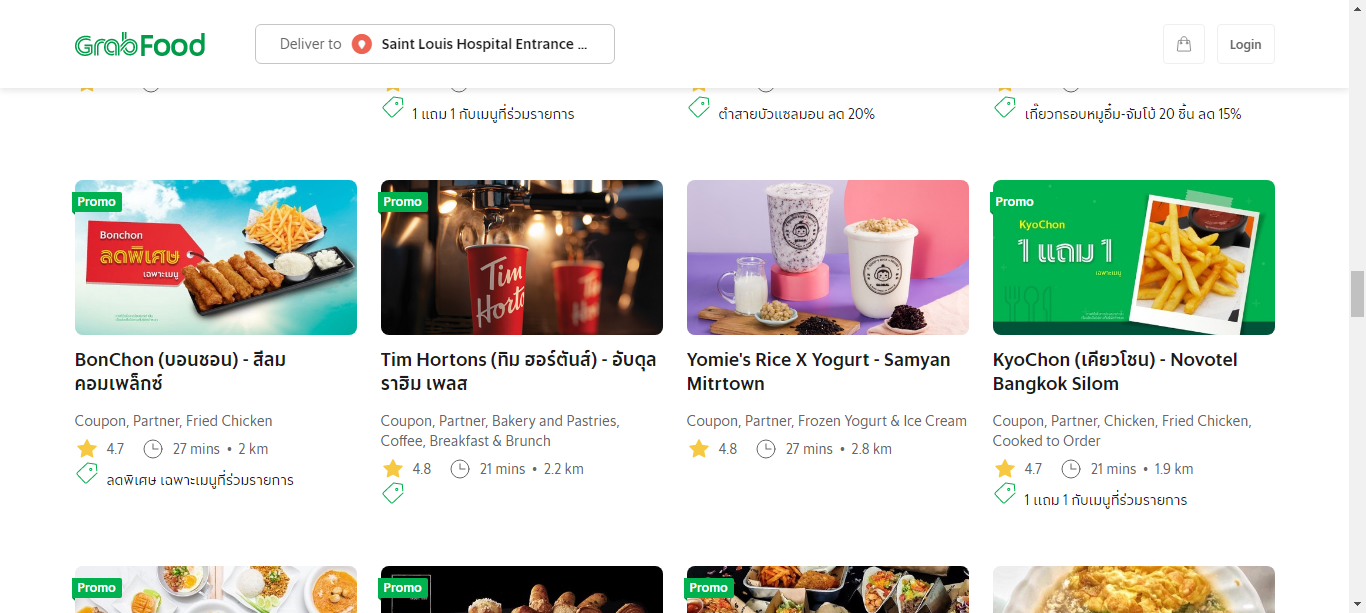 GrabFood
Deliver to Saint Louis Hospital Entrance ...
Login
1 แถม 1 กับเมนูที่ร่วมรายการ
ตำสายบัวแซลมอน ลด 20%
เกี๊ยวกรอบหมูอึ๋ม-จัมโบ้ 20 ชิ้น ลด 15%
Promo
Bonchon
ลดพิเศษ
เฉพาะเมนู
Promo
Tim
Horto
Promo
KyoChon
1 แถม 1
เฉพาะเมนู
BonChon (บอนชอน) - สีลม
คอมเพล็กซ์
Coupon, Partner, Fried Chicken
4.7 27 mins • 2 km
ลดพิเศษ เฉพาะเมนูที่ร่วมรายการ
Tim Hortons (ทิม ฮอร์ตันส์) - อับดุล
ราฮิม เพลส
Coupon, Partner, Bakery and Pastries,
Coffee, Breakfast & Brunch
4.8 21 mins • 2.2 km
Yomie's Rice X Yogurt - Samyan
Mitrtown
Coupon, Partner, Frozen Yogurt & Ice Cream
4.8 27 mins • 2.8 km
KyoChon (เคียวโชน) - Novotel
Bangkok Silom
Coupon, Partner, Chicken, Fried Chicken,
Cooked to Order
4.7 21 mins • 1.9 km
1 แถม 1 กับเมนูที่ร่วมรายการ
Promo
Promo
Promo